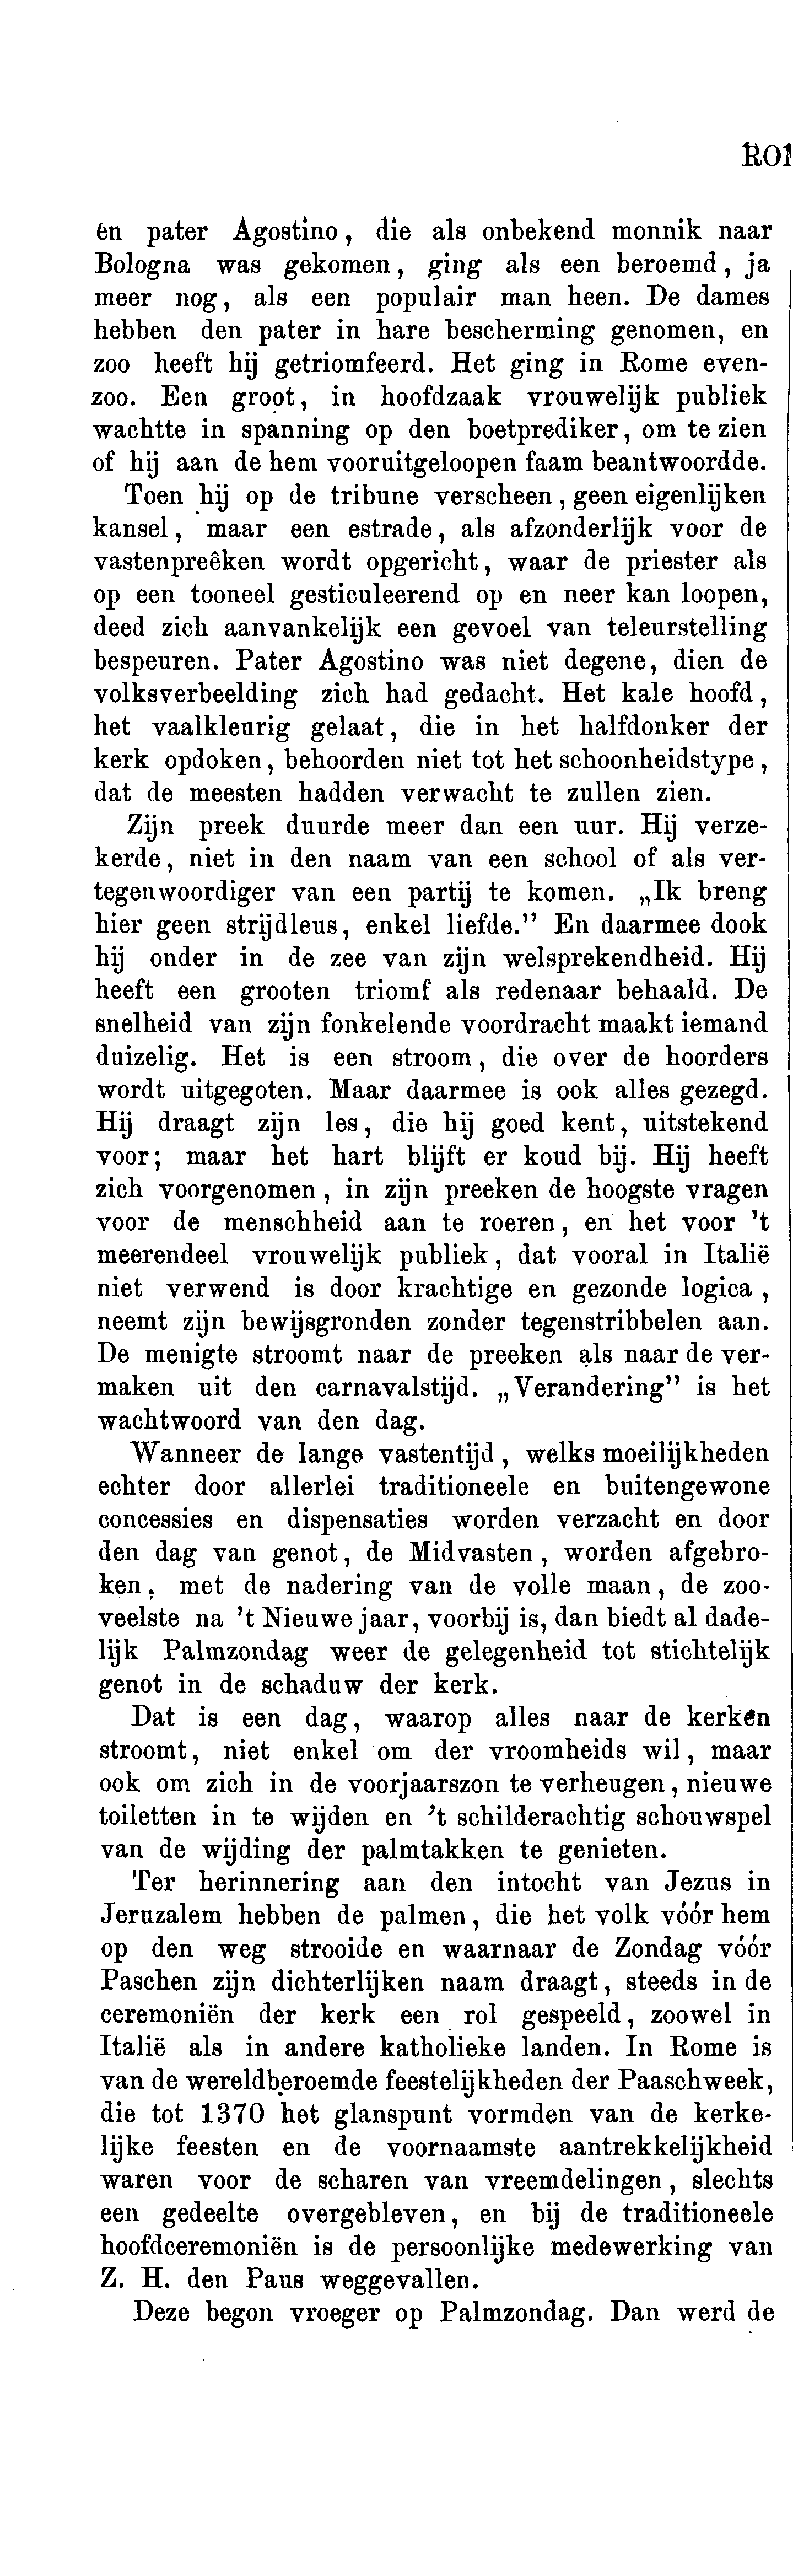 en pater Agostino, die als onbekend monnik naar
Bologna was gekomen, ging als een beroemd, ja
meer nog, als een populair man heen. De dames
hebben den pater in hare bescherming genomen, en
zoo heeft hij getriomfeerd. Het ging in Rome even-
zoo. Een groot, in hoofdzaak vrouwelijk publiek
wachtte in spanning op den boetprediker, om te zien
of hij aan de hem vooruitgeloopen faam beantwoordde.
Toen hij op de tribune verscheen, geen eigenlijken
kansel, maar een estrade, als afzonderlijk voor de
vastenpreêken wordt opgericht, waar de priester als
op een tooneel gesticuleerend op en neer kan loopen,
deed zich aanvankelijk een gevoel van teleurstelling
bespeuren. Pater Agostino was niet degene, dien de
volksverbeelding zich had gedacht. Het kale hoofd,
het vaalkleurig gelaat, die in het halfdonker der
kerk opdoken, behoorden niet tot het schoonheidstype,
dat de meesten hadden verwacht te zullen zien.
Zijn preek duurde meer dan een uur. Hij verze-
kerde, niet in den naam van een school of als ver-
tegenwoordiger van een partij te komen. „Ik breng
hier geen strijdleus, enkel liefde.” En daarmee dook
hij onder in de zee van zijn welsprekendheid. Hij
heeft een grooten triomf als redenaar behaald. De
snelheid van zijn fonkelende voordracht maakt iemand
duizelig. Het is een stroom, die over de hoorders
wordt uitgegoten. Maar daarmee is ook alles gezegd.
Hij draagt zijn les, die hij goed kent, uitstekend
voor; maar het hart blijft er koud bij. Hij heeft
zich voorgenomen, in zijn preeken de hoogste vragen
voor de menschheid aan te roeren, en het voor 't
meerendeel vrouwelijk publiek, dat vooral in Italië
niet verwend is door krachtige en gezonde logica,
neemt zijn bewijsgronden zonder tegenstribbelen aan.
De menigte stroomt naar de preeken als naar de ver-
maken uit den carnavalstijd. „Verandering” is het
wachtwoord van den dag.
Wanneer de lange vastentijd, welks moeilijkheden
echter door allerlei traditioneele en buitengewone
concessies en dispensaties worden verzacht en door
den dag van genot, de Midvasten, worden afgebro-
ken, met de nadering van de volle maan, de zoo-
veelste na 't Nieuwejaar, voorbij is, dan biedt al dade-
lijk Palmzondag weer de gelegenheid tot stichtelijk
genot in de schaduw der kerk.
Dat is een dag, waarop alles naar de kerken
stroomt, niet enkel om der vroomheids wil, maar
ook om zich in de voorjaarszon te verheugen, nieuwe
toiletten in te wijden en 't schilderachtig schouwspel
van de wijding der palmtakken te genieten.
Ter herinnering aan den intocht van Jezus in
Jeruzalem hebben de palmen, die het volk vóór hem
op den weg strooide en waarnaar de Zondag vóór
Paschen zijn dichterlijken naam draagt, steeds in de
ceremoniën der kerk een rol gespeeld, zoowel in
Italië als in andere katholieke landen. In Rome is
van de wereldberoemde feestelijkheden der Paaschweek,
die tot 1370 het glanspunt vormden van de kerke-
lijke feesten en de voornaamste aantrekkelijkheid
waren voor de scharen van vreemdelingen, slechts
een gedeelte overgebleven, en bij de traditioneele
hoofdceremoniën is de persoonlijke medewerking van
Z. H. den Paus weggevallen.
Deze begon vroeger op Palmzondag. Dan werd de